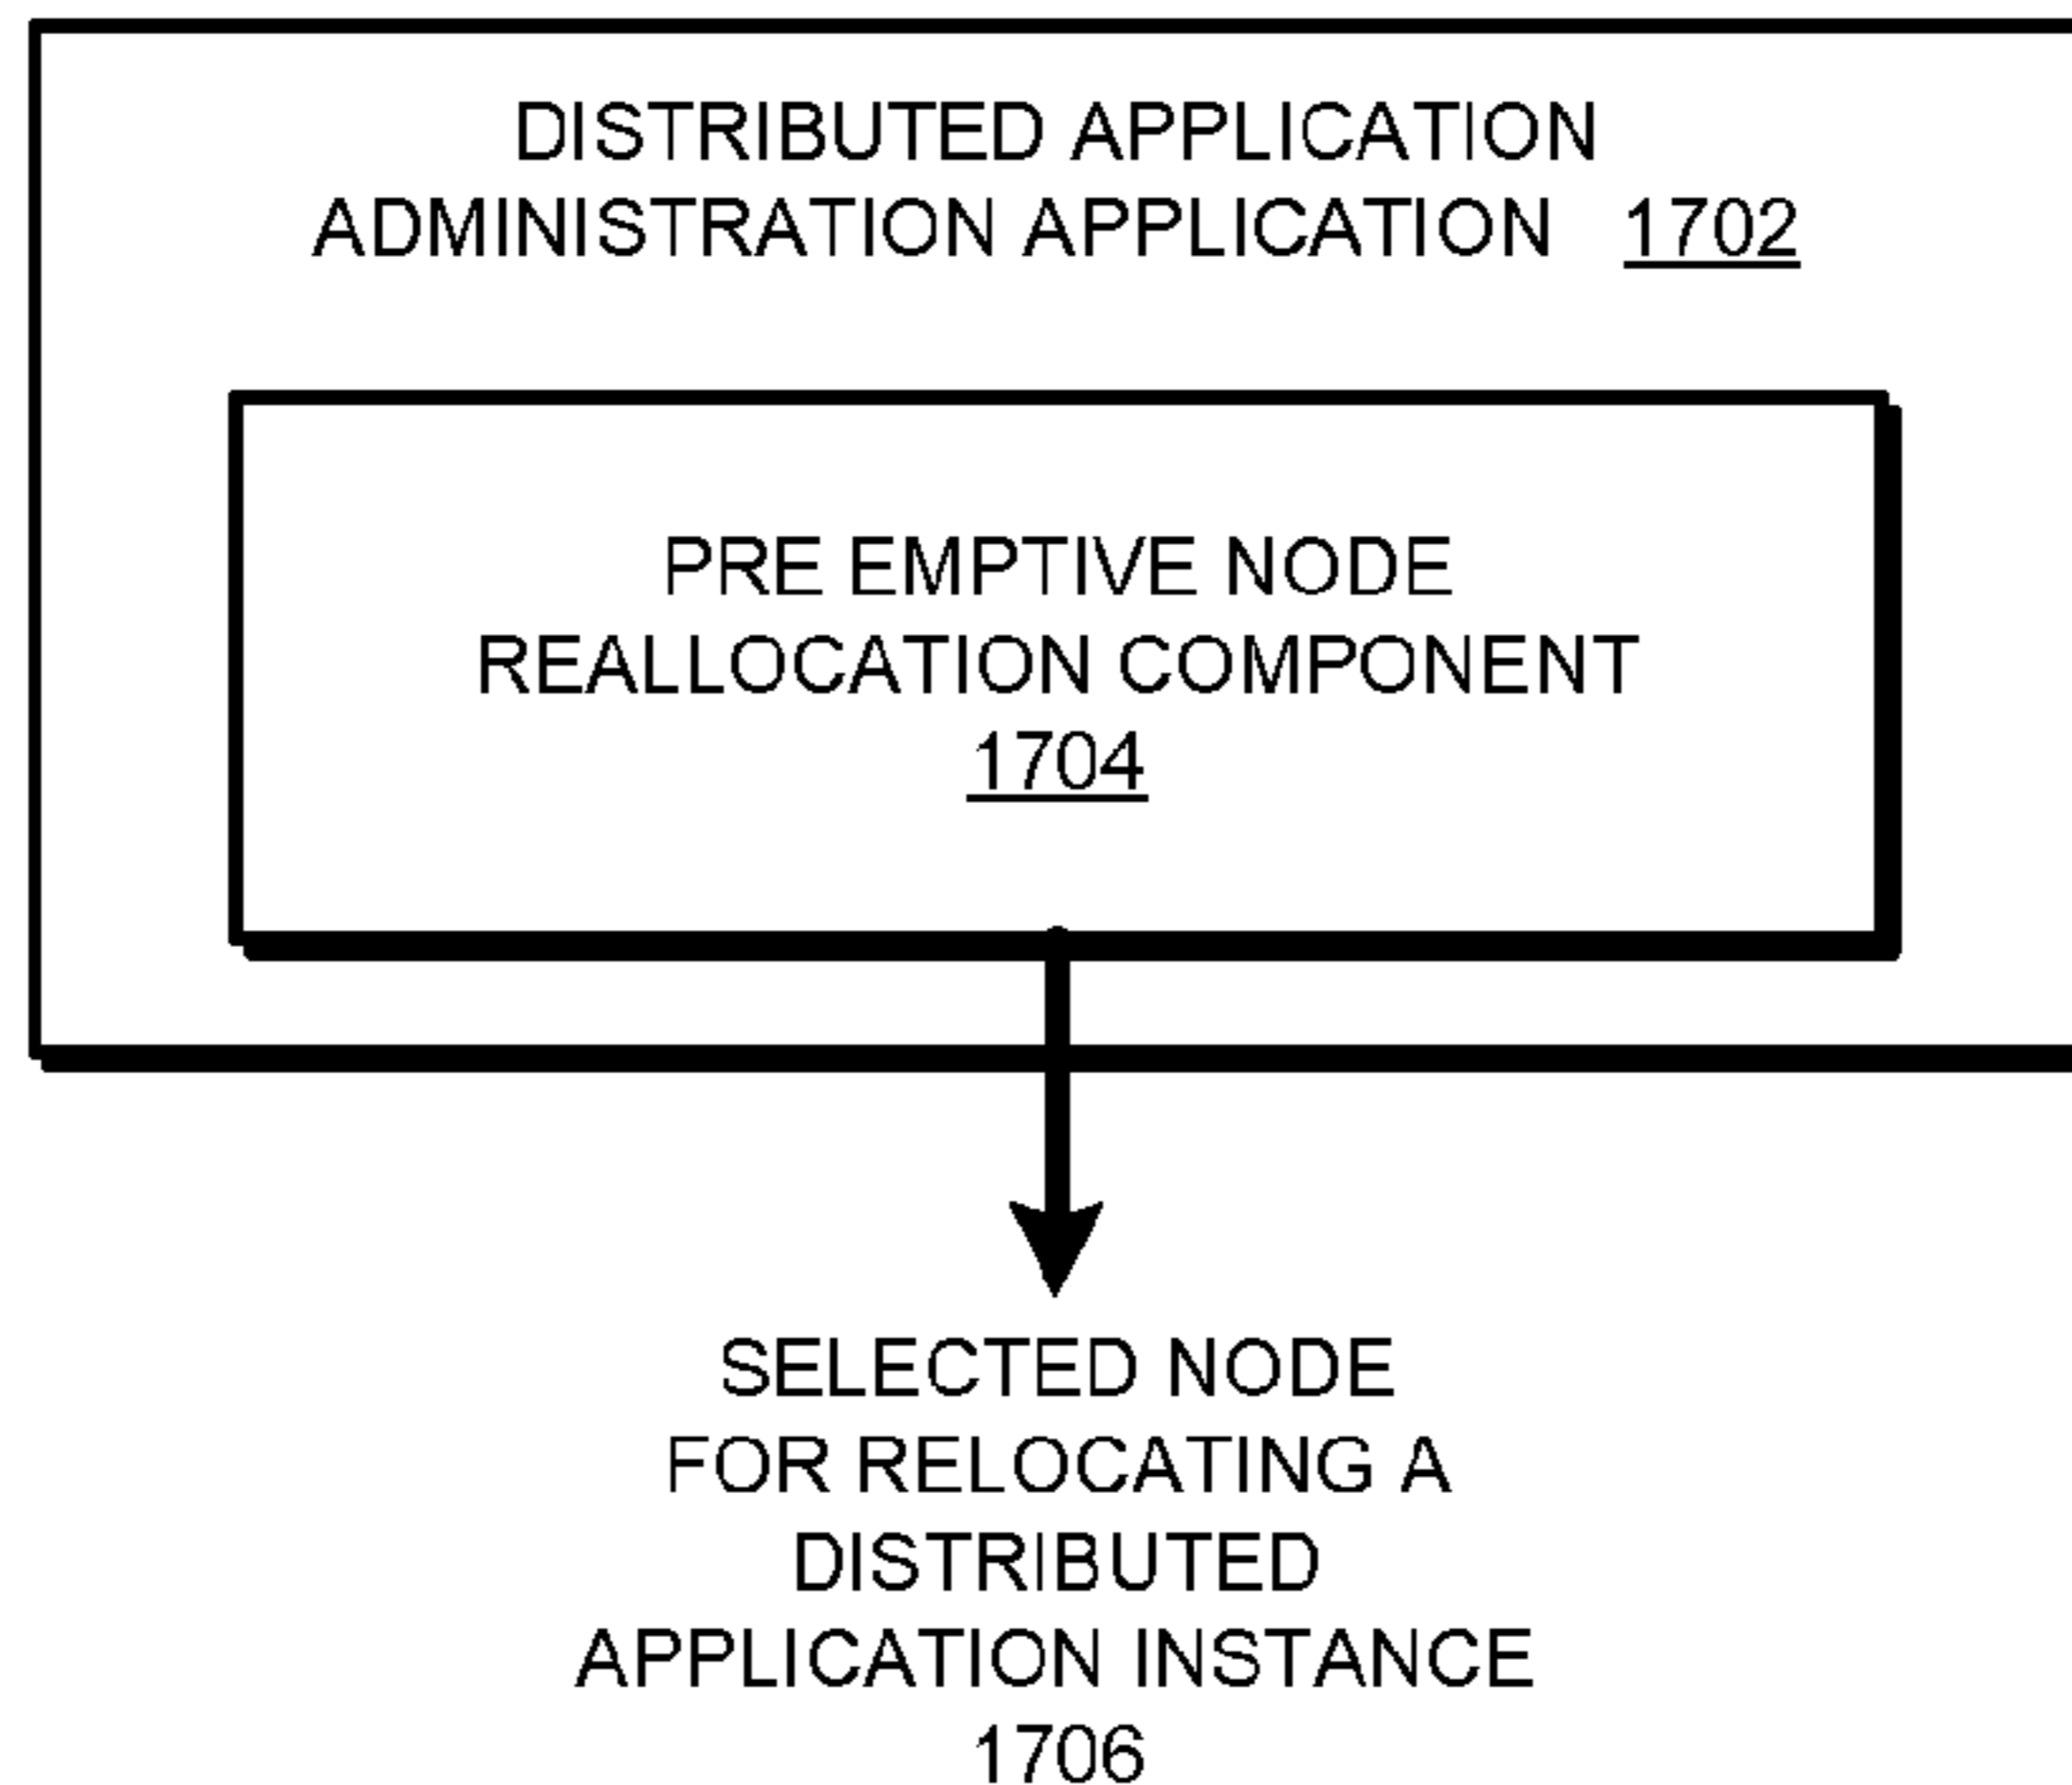 DISTRIBUTED APPLICATION
ADMINISTRATION APPLICATION 1702
PRE EMPTIVE NODE
REALLOCATION COMPONENT
1704
SELECTED NODE
FOR RELOCATING A
DISTRIBUTED
APPLICATION INSTANCE
1706